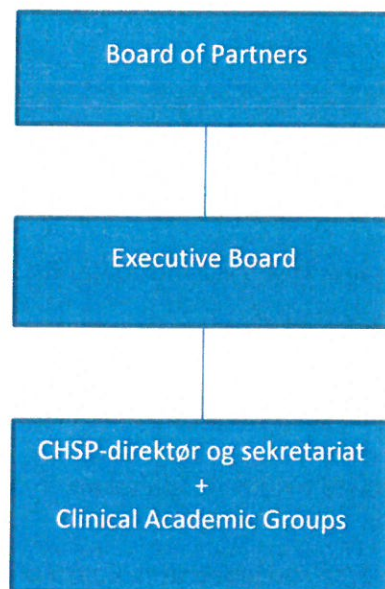 Board of Partners
Executive Board
CHSP-direktør og sekretariat
+
Clinical Academic Groups